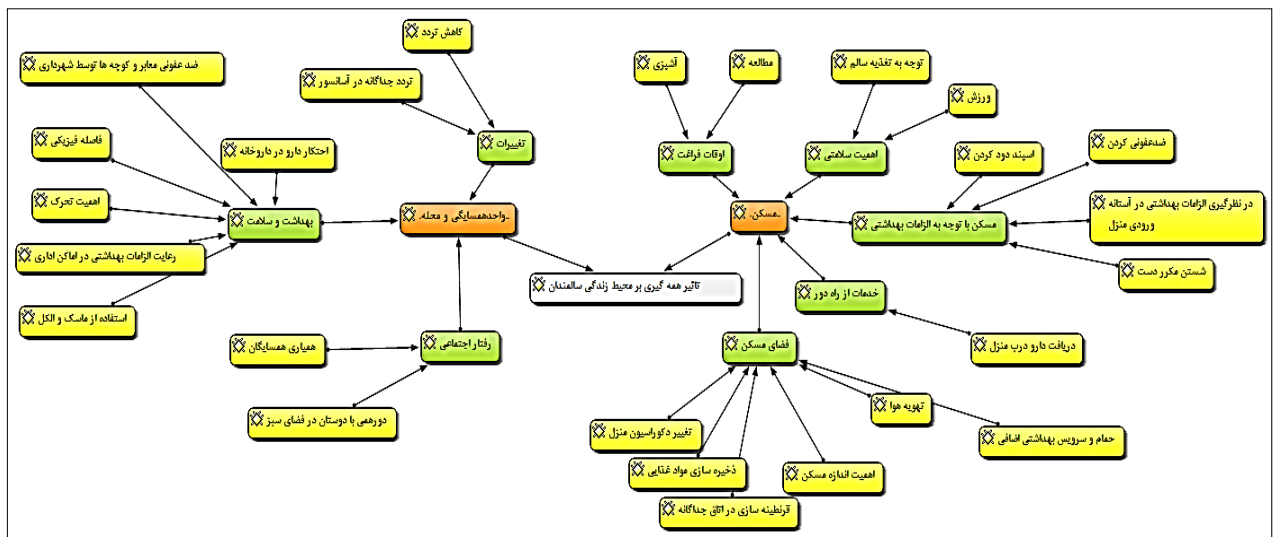 کاهش تردد
ضد عفونی معابر و کوچه ها توسط شهرداری
آشپزی
مطالعه
توجه به تغذیه سالم
تردد جداگانه در آسانسور
ورزش
فاصله فیزیکی
احتکار دارو در داروخانه
تغییرات
اوقات فراغت
اهمیت سلامتی
اسپند دود کردن
ضدعفونی کردن
اهمیت تحرک
بهداشت و سلامت
-واحدهمسایگی و محله.
-مسکن.
مسکن با توجه به الزامات بهداشتی
در نظرگیری الزامات بهداشتی در آستانه
ورودی منزل
رعایت الزامات بهداشتی در اماکن اداری
تاثیر همه گیری بر محیط زندگی سالمندان
شستن مکرر دست
خدمات از راه دور
استفاده از ماسک و الکل
همیاری همسایگان
رفتار اجتماعی
فضای مسکن
دریافت دارو درب منزل
دورهمی با دوستان در فضای سبز
تغییر دکوراسیون منزل
تهویه هوا
حمام و سرویس بهداشتی اضافی
ذخیره سازی مواد غذایی
اهمیت اندازه مسکن
قرنطینه سازی در اتاق جداگانه